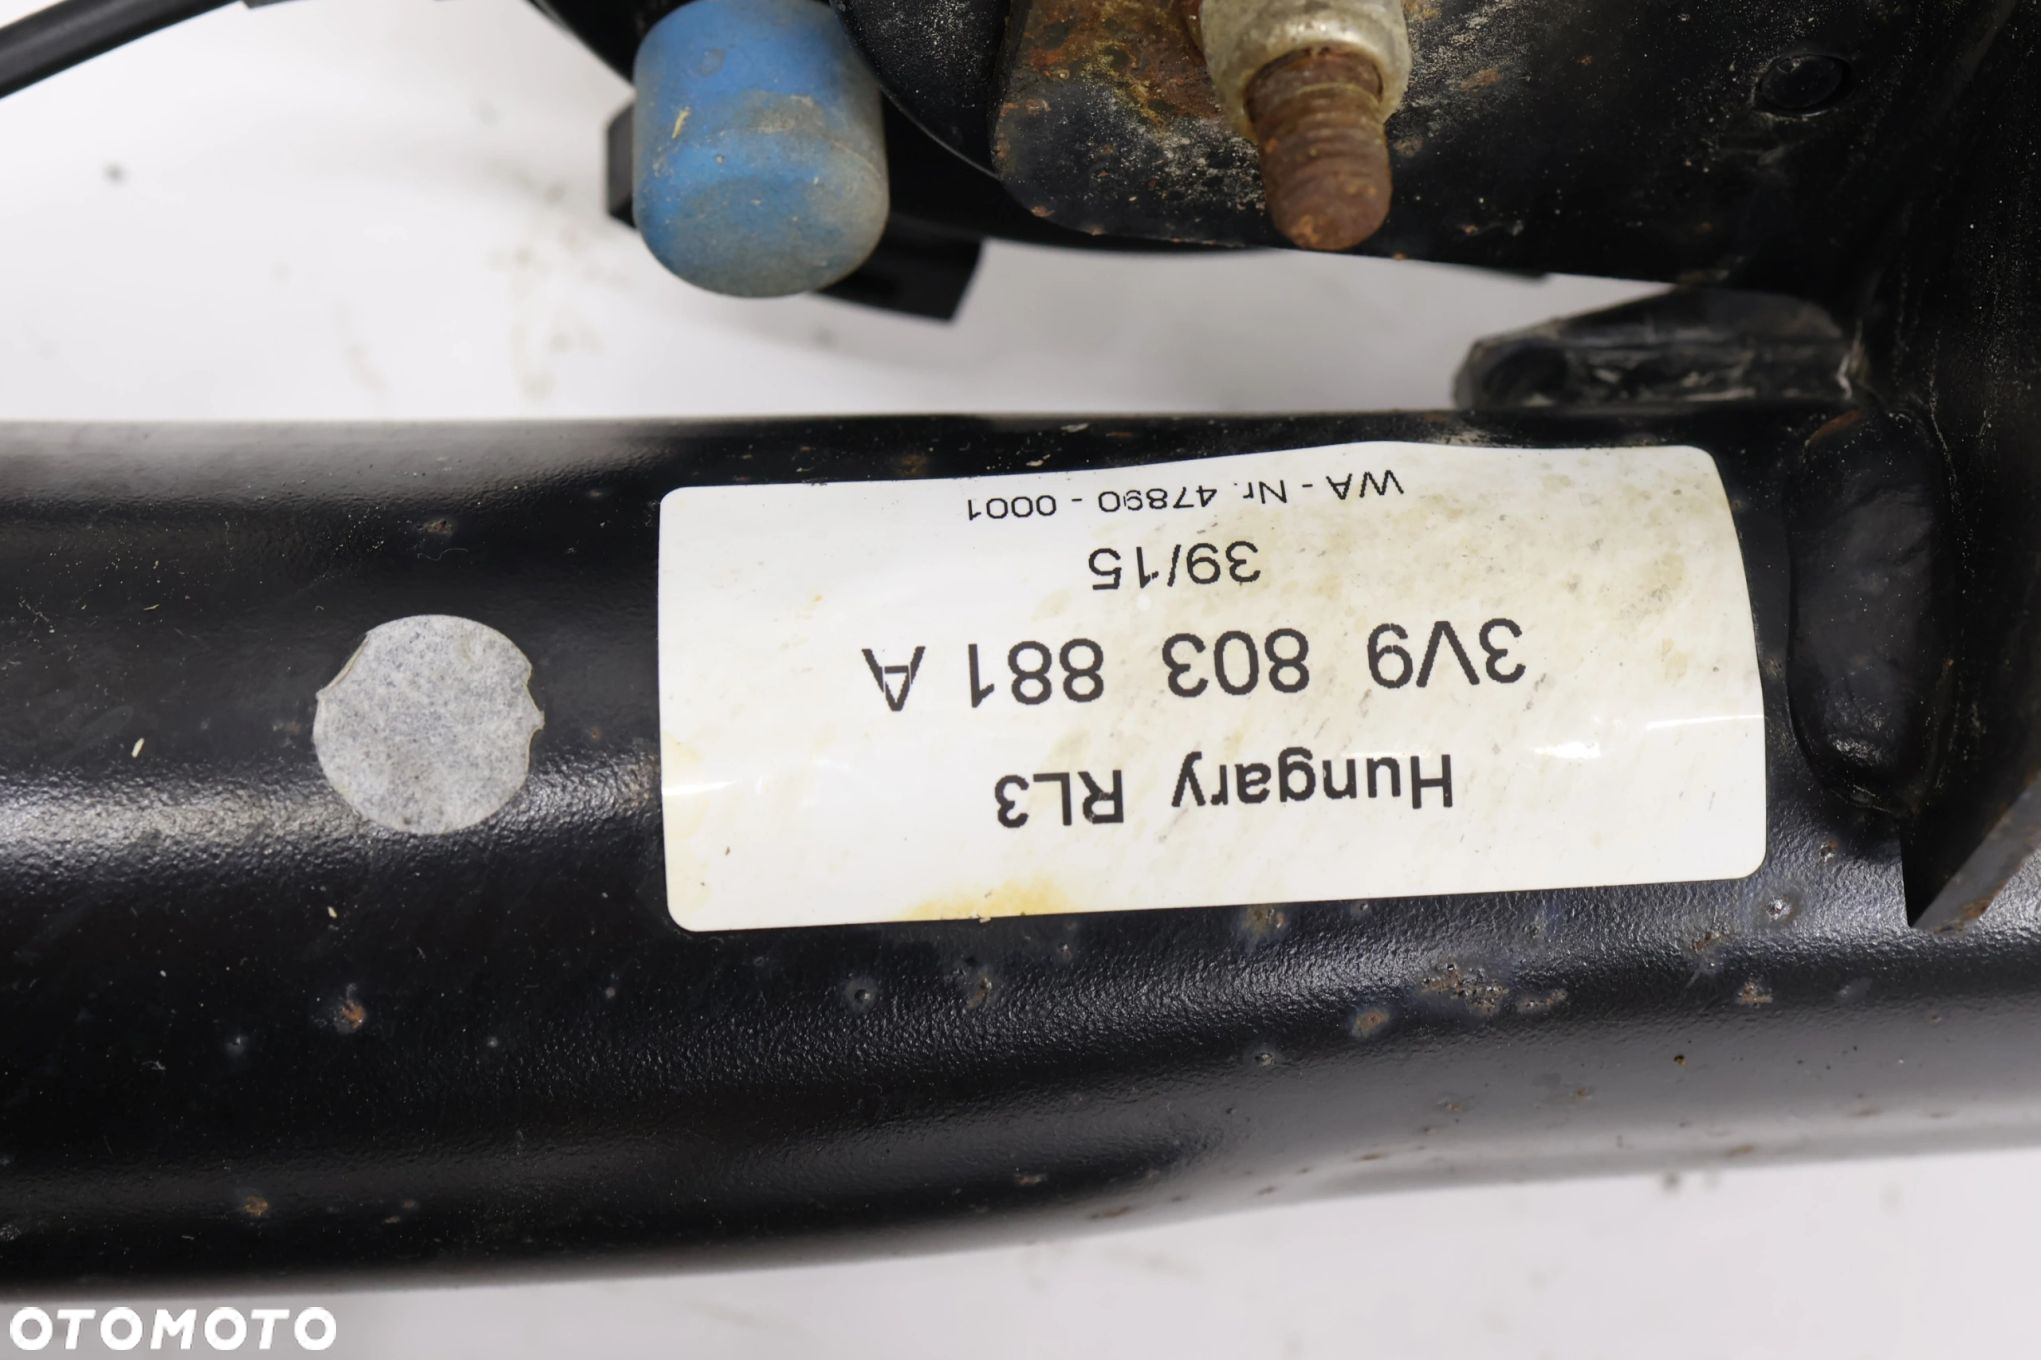 Hungary RL3
3V9 803 881 A
39/15
WA - Nr. 47890 - 0001
OTOMOTO